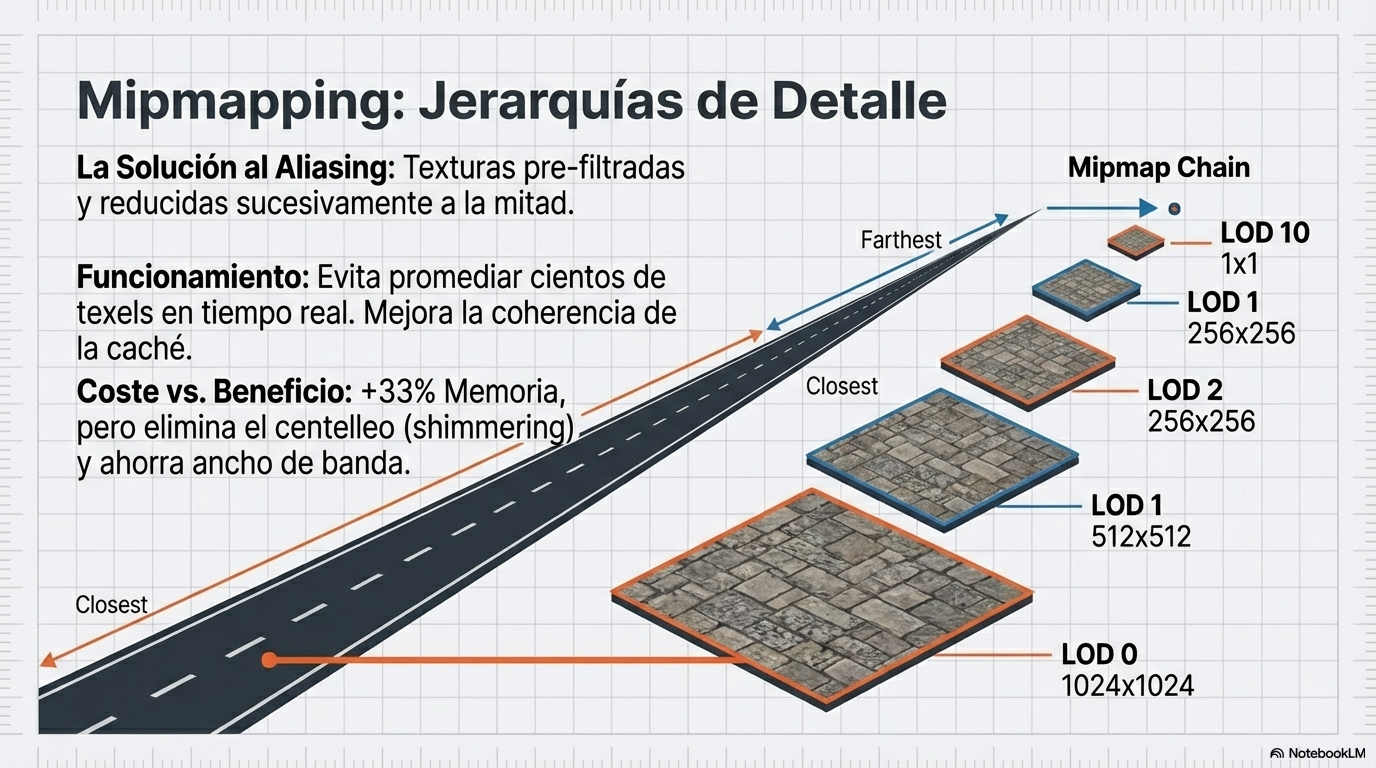 Mipmapping: Jerarquías de Detalle
La Solución al Aliasing: Texturas pre-filtradas
y reducidas sucesivamente a la mitad.
Funcionamiento: Evita promediar cientos de
texels en tiempo real. Mejora la coherencia de
la caché.
Coste vs. Beneficio: +33% Memoria,
pero elimina el centelleo (shimmering)
y ahorra ancho de banda.
Closest
Farthest
Closest
Mipmap Chain
LOD 10
1x1
LOD 1
256x256
LOD 2
256x256
LOD 1
512x512
LOD 0
1024x1024
NotebookLM